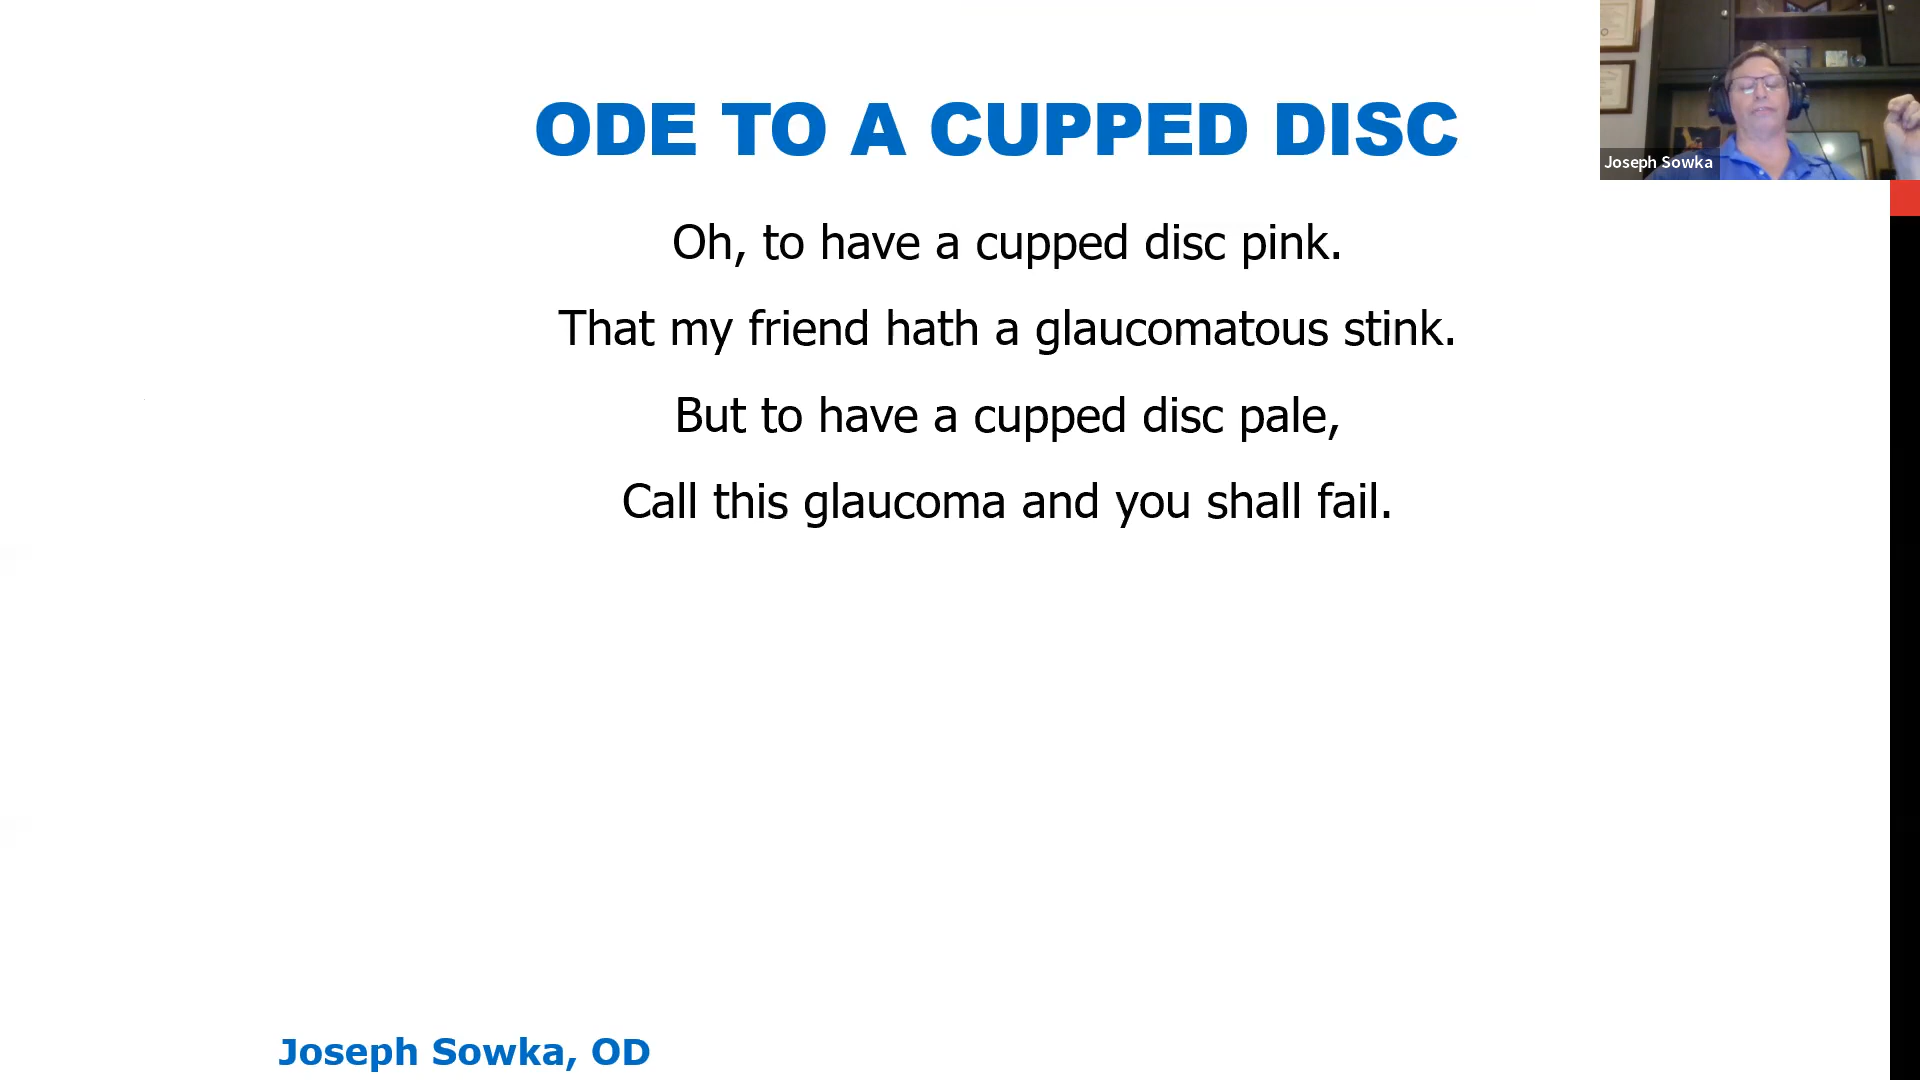 ODE TO A CUPPED DISC
Joseph Sowka
Oh, to have a cupped disc pink.
That my friend hath a glaucomatous stink.
But to have a cupped disc pale,
Call this glaucoma and you shall fail.
Joseph Sowka, OD